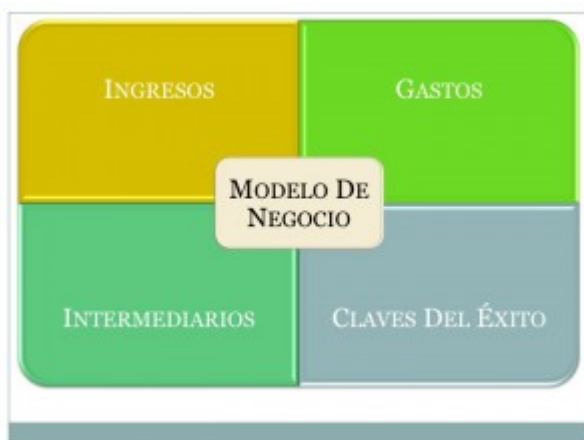 Ingresos
Gastos
Modelo De
Negocio
Intermediarios
Claves Del Éxito